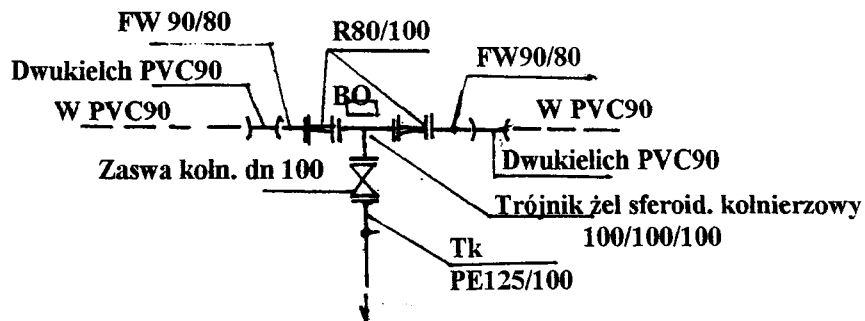 FW 90/80
R80/100
FW90/80
Dwukielch PVC90
BO
W PVC90
W PVC90
Dwukielich PVC90
Zaswa kołn. dn 100
Trójnik żel sferoid. kołnierzowy
100/100/100
Tk
PE125/100